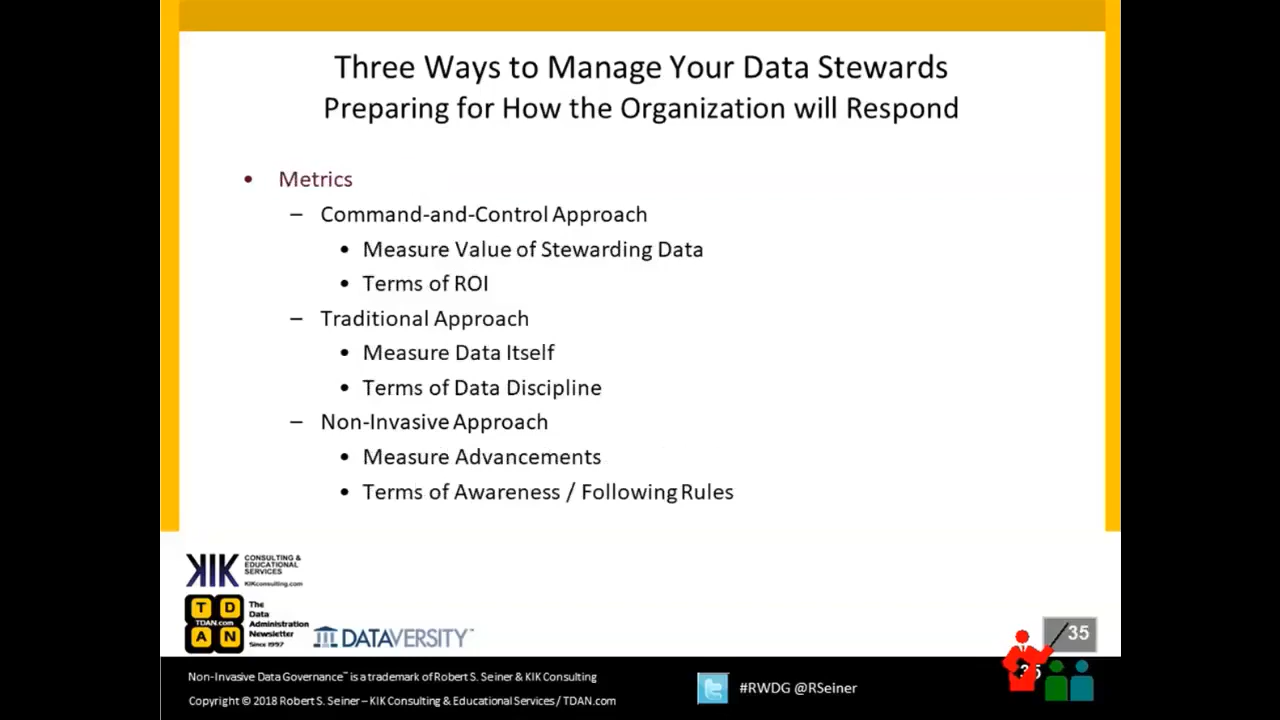 Three Ways to Manage Your Data Stewards
Preparing for How the Organization will Respond
• Metrics
– Command-and-Control Approach
• Measure Value of Stewarding Data
• Terms of ROI
– Traditional Approach
• Measure Data Itself
• Terms of Data Discipline
– Non-Invasive Approach
• Measure Advancements
• Terms of Awareness / Following Rules
KIK CONSULTING &
EDUCATIONAL
SERVICES
KIKconsulting.com
T D
TDAN.com
A N
The
Data
Administration
Newsletter
Since 1997
DATAVERSITY™
35
35
Non-Invasive Data Governance™ is a trademark of Robert S. Seiner & KIK Consulting
Copyright © 2018 Robert S. Seiner – KIK Consulting & Educational Services / TDAN.com
#RWDG @RSeiner